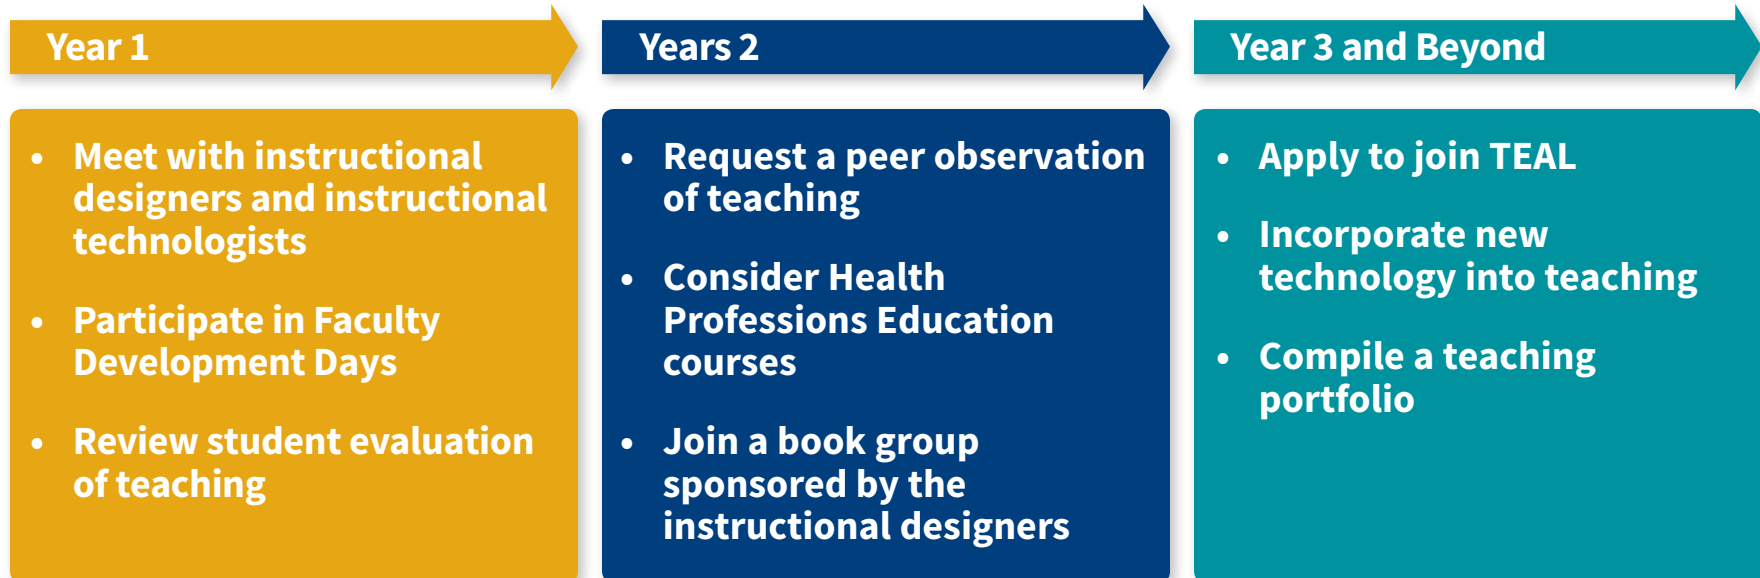 Year 1
• Meet with instructional
designers and instructional
technologists
• Participate in Faculty
Development Days
• Review student evaluation
of teaching
Years 2
• Request a peer observation
of teaching
• Consider Health
Professions Education
courses
• Join a book group
sponsored by the
instructional designers
Year 3 and Beyond
• Apply to join TEAL
• Incorporate new
technology into teaching
• Compile a teaching
portfolio